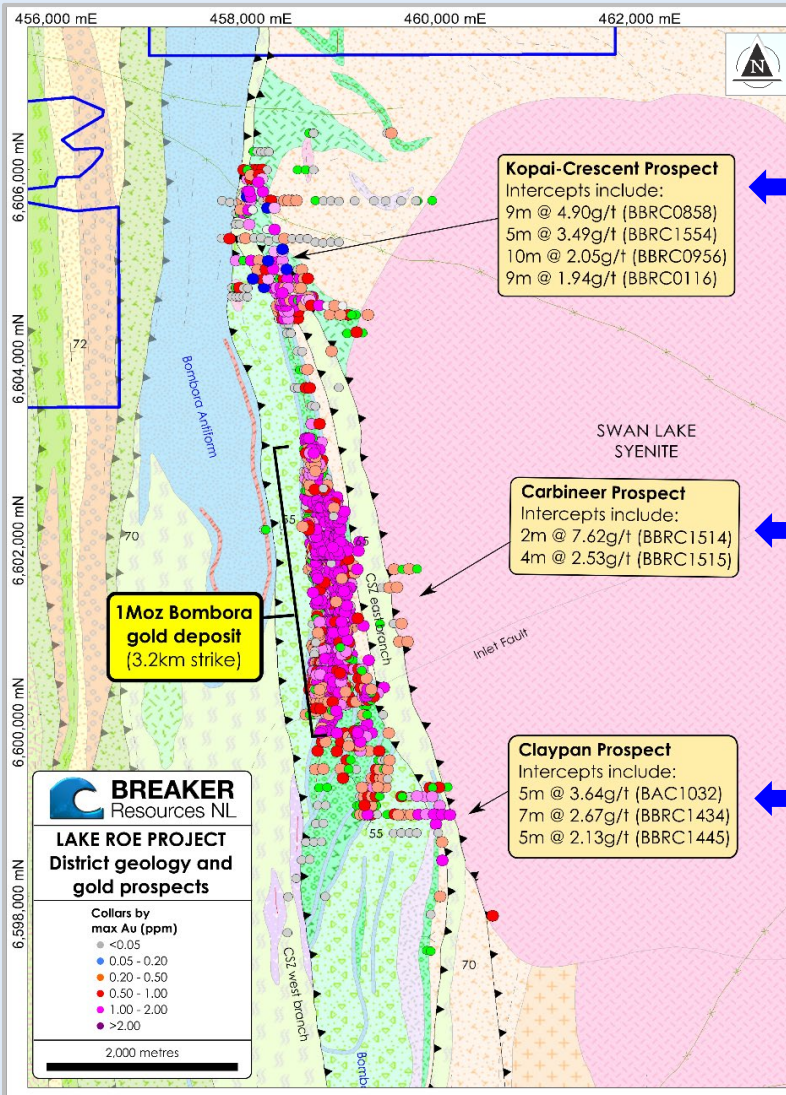 456,000 mE
458,000 mE
460,000 mE
462,000 mE
N
6,606,000 mN
6,604,000 mN
6,602,000 mN
6,600,000 mN
6,598,000 mN
Kopai-Crescent Prospect
Intercepts include:
9m @ 4.90g/t (BBRC0858)
5m @ 3.49g/t (BBRC1554)
10m @ 2.05g/t (BBRC0956)
9m @ 1.94g/t (BBRC0116)
72
Bombora Antiform
SWAN LAKE
SYENITE
Carbineer Prospect
Intercepts include:
2m @ 7.62g/t (BBRC1514)
4m @ 2.53g/t (BBRC1515)
70
CSZ east branch
Inlet Fault
1Moz Bombora
gold deposit
(3.2km strike)
Claypan Prospect
Intercepts include:
5m @ 3.64g/t (BAC1032)
7m @ 2.67g/t (BBRC1434)
5m @ 2.13g/t (BBRC1445)
55
70
CSZ west branch
BREAKER
Resources NL
LAKE ROE PROJECT
District geology and
gold prospects
Collars by
max Au (ppm)
<0.05
0.05 - 0.20
0.20 - 0.50
0.50 - 1.00
1.00 - 2.00
>2.00
2,000 metres